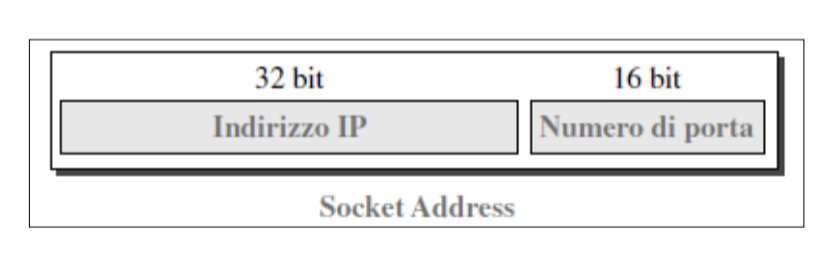 32 bit 16 bit
Indirizzo IP Numero di porta
Socket Address